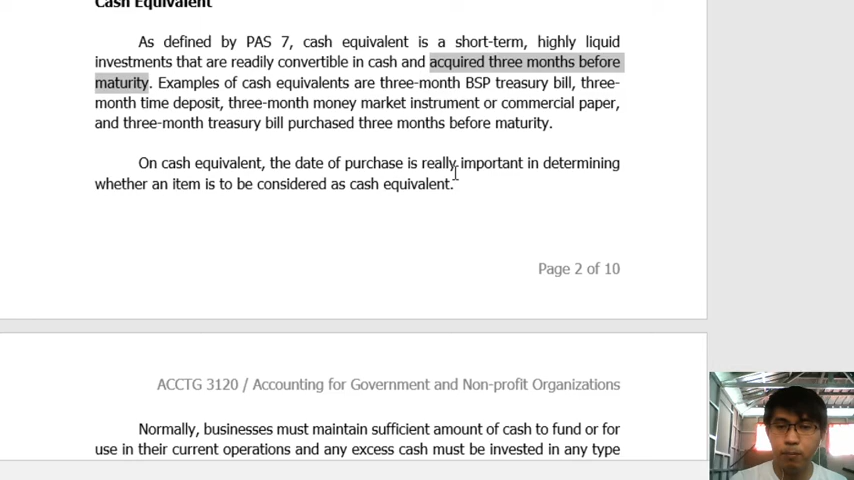 Cash Equivalent
As defined by PAS 7, cash equivalent is a short-term, highly liquid
investments that are readily convertible in cash and acquired three months before
maturity. Examples of cash equivalents are three-month BSP treasury bill, three-
month time deposit, three-month money market instrument or commercial paper,
and three-month treasury bill purchased three months before maturity.
On cash equivalent, the date of purchase is really important in determining
whether an item is to be considered as cash equivalent.
Page 2 of 10
ACCTG 3120 / Accounting for Government and Non-profit Organizations
Normally, businesses must maintain sufficient amount of cash to fund or for
use in their current operations and any excess cash must be invested in any type